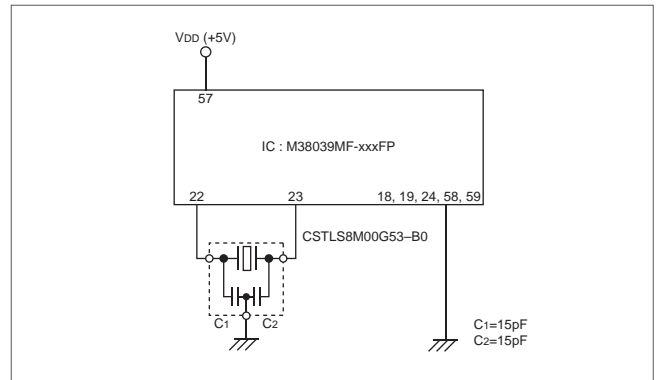 VDD (+5V)
57
IC : M38039MF-xxxFP
22 23 18, 19, 24, 58, 59
CSTLS8M00G53–B0
C1 C2
C1=15pF
C2=15pF